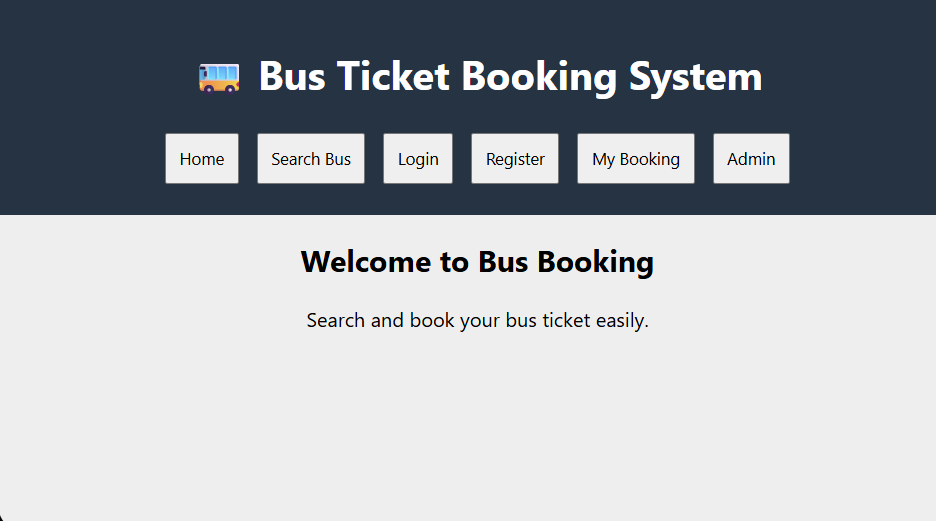 Bus Ticket Booking System
Home Search Bus Login Register My Booking Admin
Welcome to Bus Booking
Search and book your bus ticket easily.